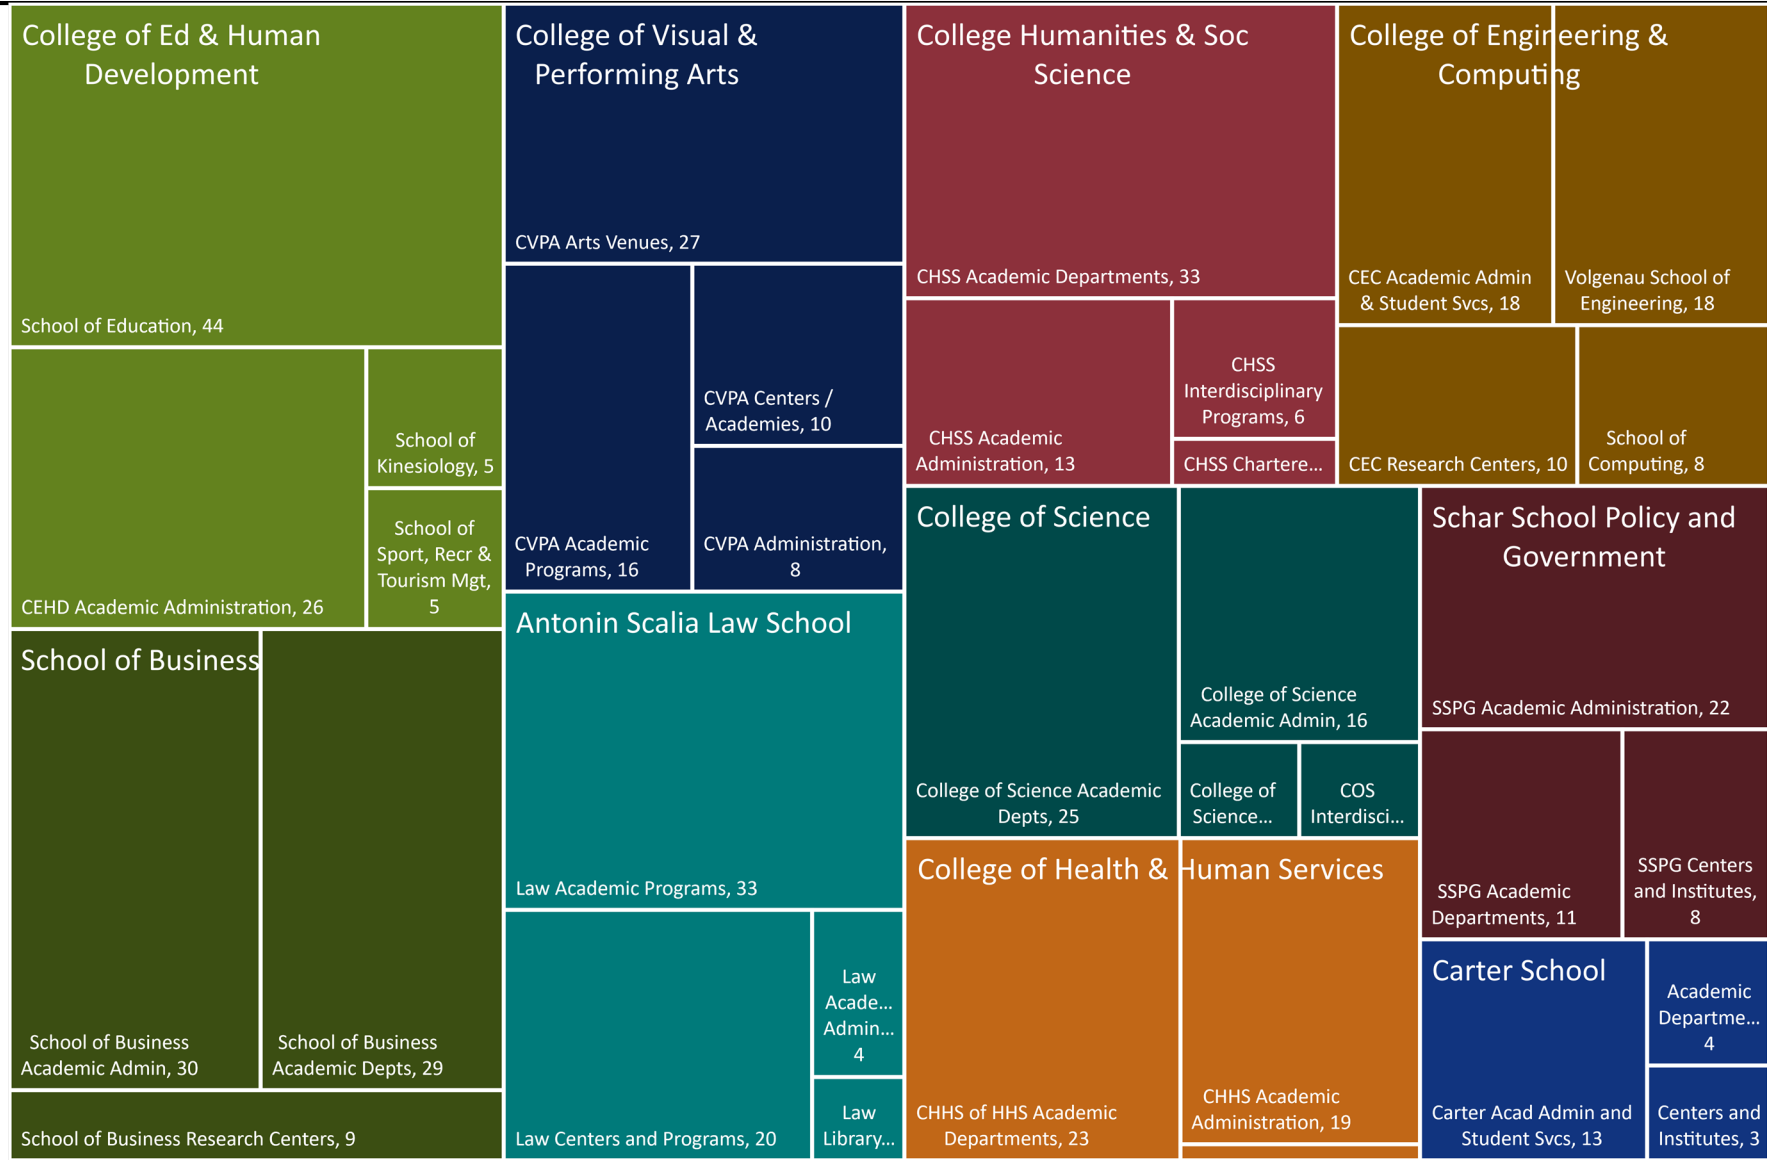 College of Ed & Human
Development
School of Education, 44
CEHD Academic Administration, 26
School of
Kinesiology, 5
School of
Sport, Recr &
Tourism Mgt,
5
School of Business
School of Business
Academic Admin, 30
School of Business
Academic Depts, 29
School of Business Research Centers, 9
College of Visual &
Performing Arts
CVPA Arts Venues, 27
CVPA Academic
Programs, 16
CVPA Centers /
Academies, 10
CVPA Administration,
8
Antonin Scalia Law School
Law Academic Programs, 33
Law Centers and Programs, 20
Law
Acade...
Admin...
4
Law
Library...
College Humanities & Soc
Science
CHSS Academic Departments, 33
CHSS Academic
Administration, 13
CHSS
Interdisciplinary
Programs, 6
CHSS Chartere...
College of Engineering &
Computing
CEC Academic Admin
& Student Svcs, 18
Volgenau School of
Engineering, 18
CEC Research Centers, 10
School of
Computing, 8
College of Science
College of Science Academic
Depts, 25
College of Science
Academic Admin, 16
College of
Science...
COS
Interdisci...
Schar School Policy and
Government
SSPG Academic Administration, 22
SSPG Academic
Departments, 11
SSPG Centers
and Institutes,
8
College of Health & Human Services
CHHS of HHS Academic
Departments, 23
CHHS Academic
Administration, 19
Carter School
Carter Acad Admin and
Student Svcs, 13
Academic
Departme...
4
Centers and
Institutes, 3